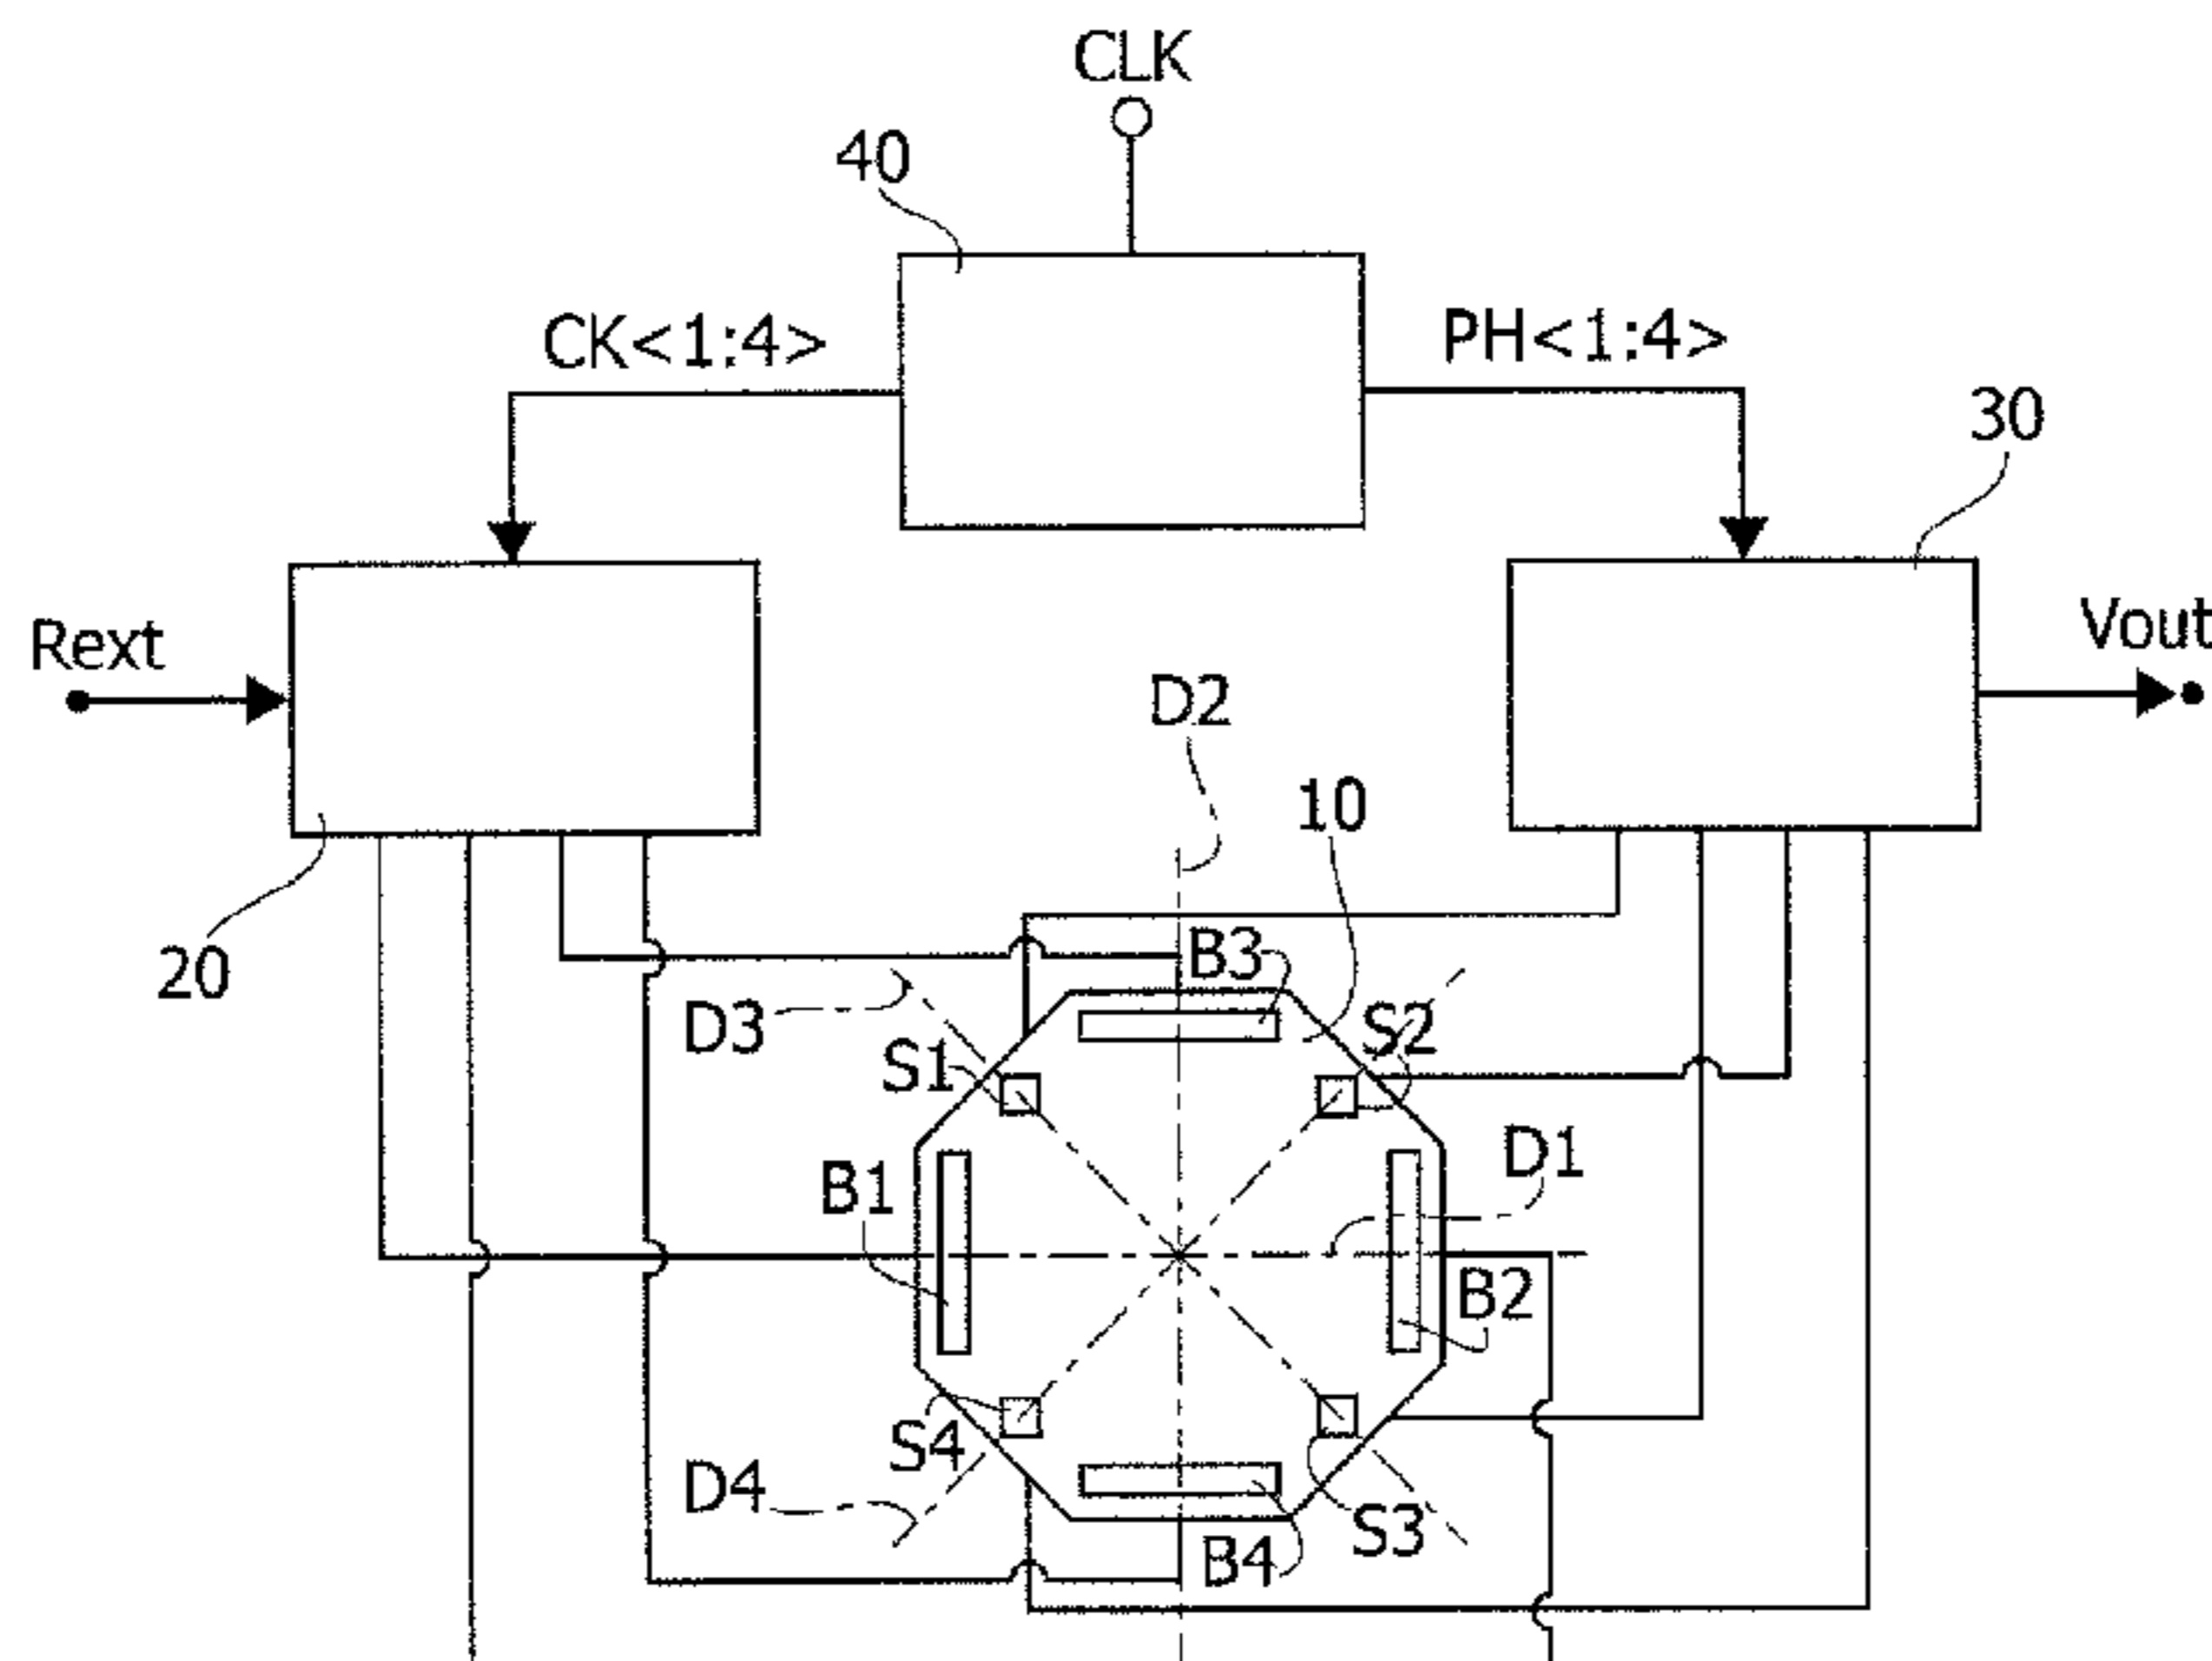 CLK
40
CK<1:4>
PH<1:4>
30
Rext
Vout
D2
10
20
B3
D3
S2
S1
D1
B1
B2
S4
D4
S3
B4